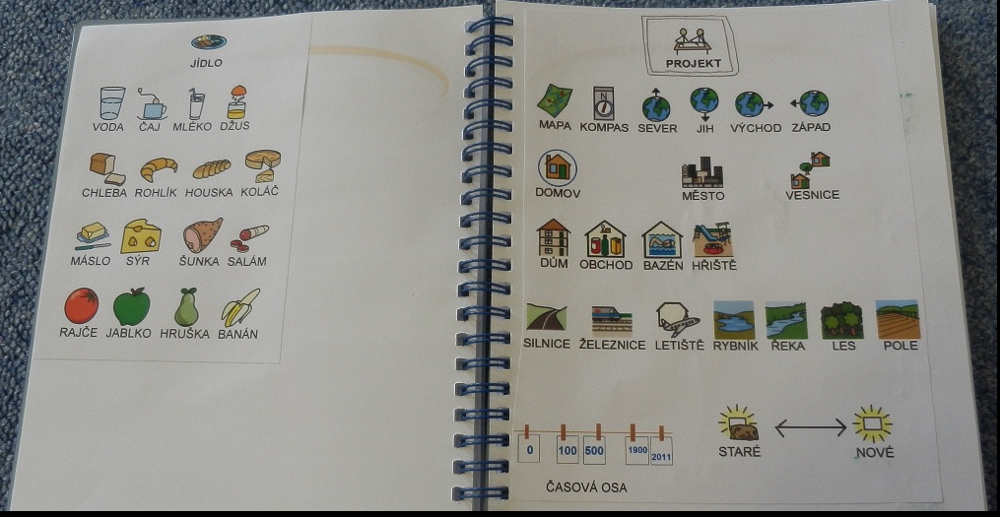 JÍDLO
VODA ČAJ MLÉKO DŽUS
CHLEBA ROHLÍK HOUSKA KOLÁČ
MÁSLO SÝR ŠUNKA SALÁM
RAJČE JABLKO HRUŠKA BANÁN
PROJEKT
N
MAPA KOMPAS SEVER JIH VÝCHOD ZÁPAD
DOMOV MĚSTO VESNICE
DŮM OBCHOD BAZÉN HŘIŠTĚ
SILNICE ŽELEZNICE LETIŠTĚ RYBNÍK ŘEKA LES POLE
STARÉ NOVÉ
0 100 500 1900 2011
ČASOVÁ OSA